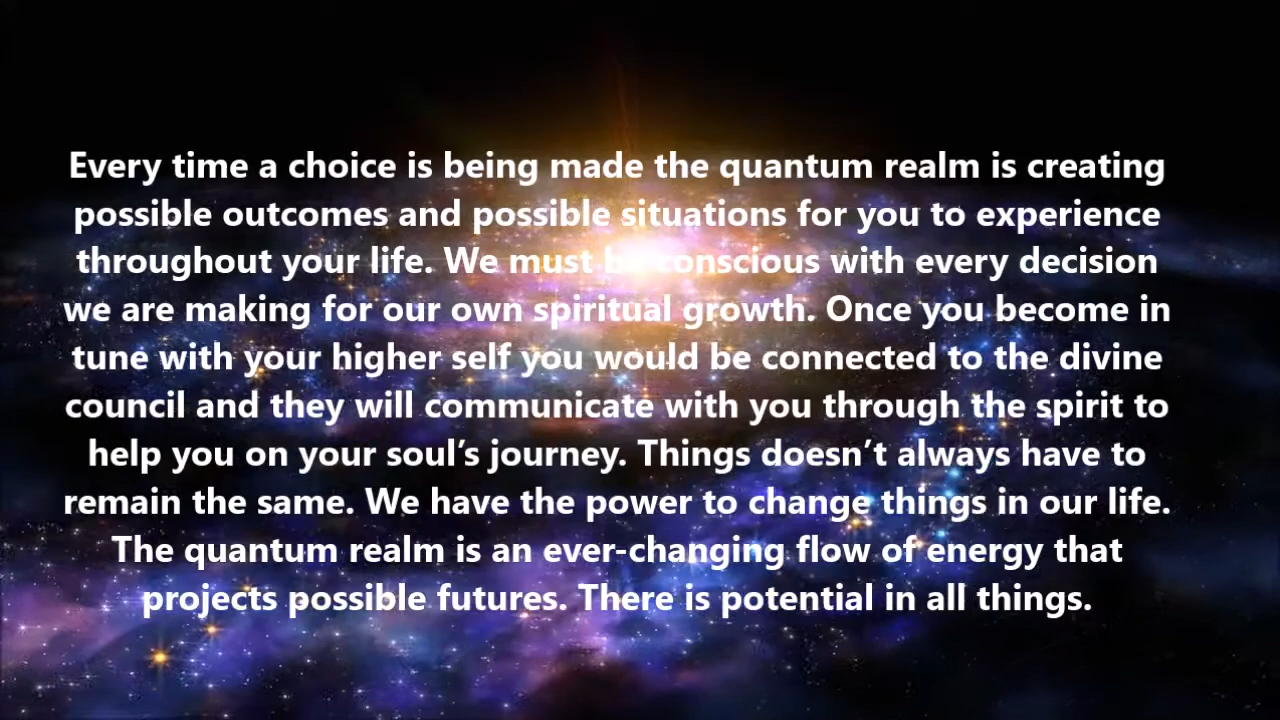 Every time a choice is being made the quantum realm is creating
possible outcomes and possible situations for you to experience
throughout your life. We must be conscious with every decision
we are making for our own spiritual growth. Once you become in
tune with your higher self you would be connected to the divine
council and they will communicate with you through the spirit to
help you on your soul’s journey. Things doesn’t always have to
remain the same. We have the power to change things in our life.
The quantum realm is an ever-changing flow of energy that
projects possible futures. There is potential in all things.